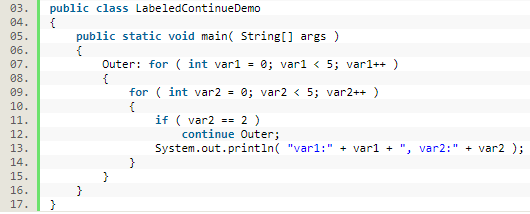 03. public class LabeledContinueDemo
04. {
05.     public static void main( String[] args )
06.     {
07.         Outer: for ( int var1 = 0; var1 < 5; var1++ )
08.         {
09.             for ( int var2 = 0; var2 < 5; var2++ )
10.             {
11.                 if ( var2 == 2 )
12.                     continue Outer;
13.                 System.out.println( "var1:" + var1 + ", var2:" + var2 );
14.             }
15.         }
16.     }
17. }